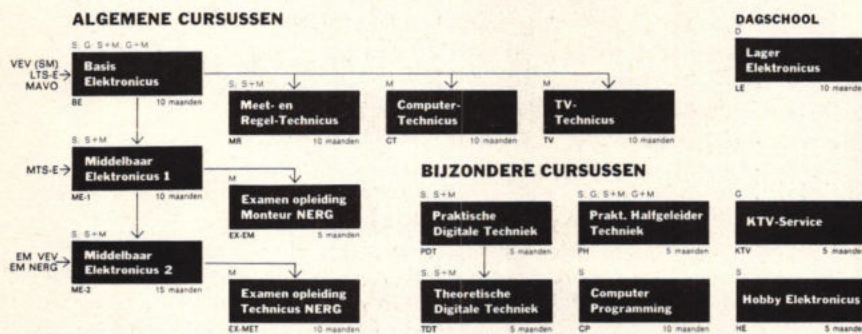 ALGEMENE CURSUSSEN
S. G. S+M. G+M
VEV (SM)
LTS-E
MAVO
Basis
Elektronicus
BE 10 maanden
S. S+M
Meet- en
Regel-Technicus
MR 10 maanden
M
Computer-
Technicus
CT 10 maanden
M
TV-
Technicus
TV 10 maanden
DAGSCHOOL
D
Lager
Elektronicus
LE 10 maanden
S. S+M
MTS-E
Middelbaar
Elektronicus 1
ME-1 10 maanden
M
Examen opleiding
Monteur NERG
EX-EM 5 maanden
S. S+M
EM VEV
EM NERG
Middelbaar
Elektronicus 2
ME-2 15 maanden
M
Examen opleiding
Technicus NERG
EX-MET 10 maanden
BIJZONDERE CURSUSSEN
S. S+M
Praktische
Digitale Techniek
PDT 5 maanden
S. G. S+M. G+M
Prakt. Halfgeleider
Techniek
PH 5 maanden
G
KTV-Service
KTV 5 maanden
S. S+M
Theoretische
Digitale Techniek
TDT 5 maanden
S
Computer
Programming
CP 10 maanden
S
Hobby Elektronicus
HE 5 maanden